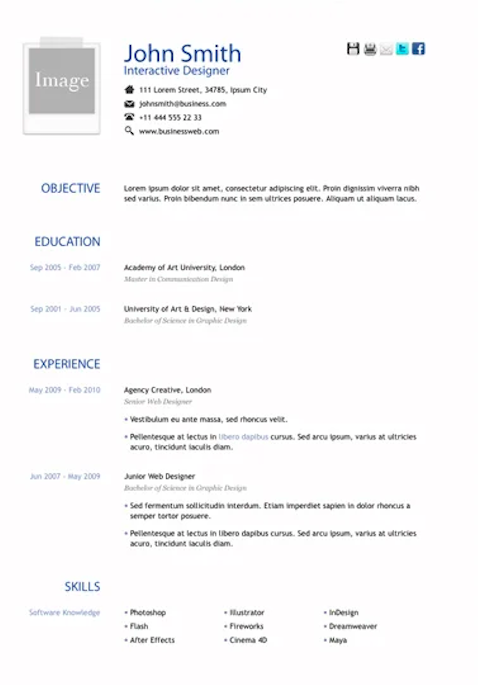 Image
John Smith
Interactive Designer
111 Lorem Street, 34785, Ipsum City
johnsmith@business.com
+11 444 555 22 33
www.businessweb.com
OBJECTIVE
Lorem ipsum dolor sit amet, consectetur adipiscing elit. Proin dignissim viverra nibh
sed varius. Proin bibendum nunc in sem ultrices posuere. Aliquam ut aliquam lacus.
EDUCATION
Sep 2005 - Feb 2007
Academy of Art University, London
Master in Communication Design
Sep 2001 - Jun 2005
University of Art & Design, New York
Bachelor of Science in Graphic Design
EXPERIENCE
May 2009 - Feb 2010
Agency Creative, London
Senior Web Designer
• Vestibulum eu ante massa, sed rhoncus velit.
• Pellentesque at lectus in libero dapibus cursus. Sed arcu ipsum, varius at ultricies
acuro, tincidunt iaculis diam.
Jun 2007 - May 2009
Junior Web Designer
Bachelor of Science in Graphic Design
• Sed fermentum sollicitudin interdum. Etiam imperdiet sapien in dolor rhoncus a
semper tortor posuere.
• Pellentesque at lectus in libero dapibus cursus. Sed arcu ipsum, varius at ultricies
acuro, tincidunt iaculis diam.
SKILLS
Software Knowledge
• Photoshop • Illustrator • InDesign
• Flash • Fireworks • Dreamweaver
• After Effects • Cinema 4D • Maya